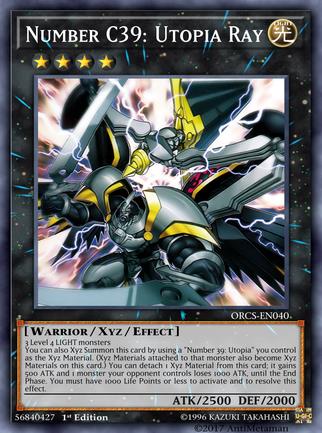 NUMBER C39: UTOPIA RAY
LIGHT
光
ORCS-EN040
[WARRIOR/XYZ/EFFECT]
3 Level 4 LIGHT monsters
You can also Xyz Summon this card by using a "Number 39: Utopia" you control
as the Xyz Material. (Xyz Materials attached to that monster also become Xyz
Materials on this card.) You can detach 1 Xyz Material from this card; it gains
500 ATK and 1 monster your opponent controls loses 1000 ATK, until the End
Phase. You must have 1000 Life Points or less to activate and to resolve this
effect.
ATK/2500 DEF/2000
56840427 1st Edition ©1996 KAZUKI TAKAHASHI
©2017 AntiMetaman